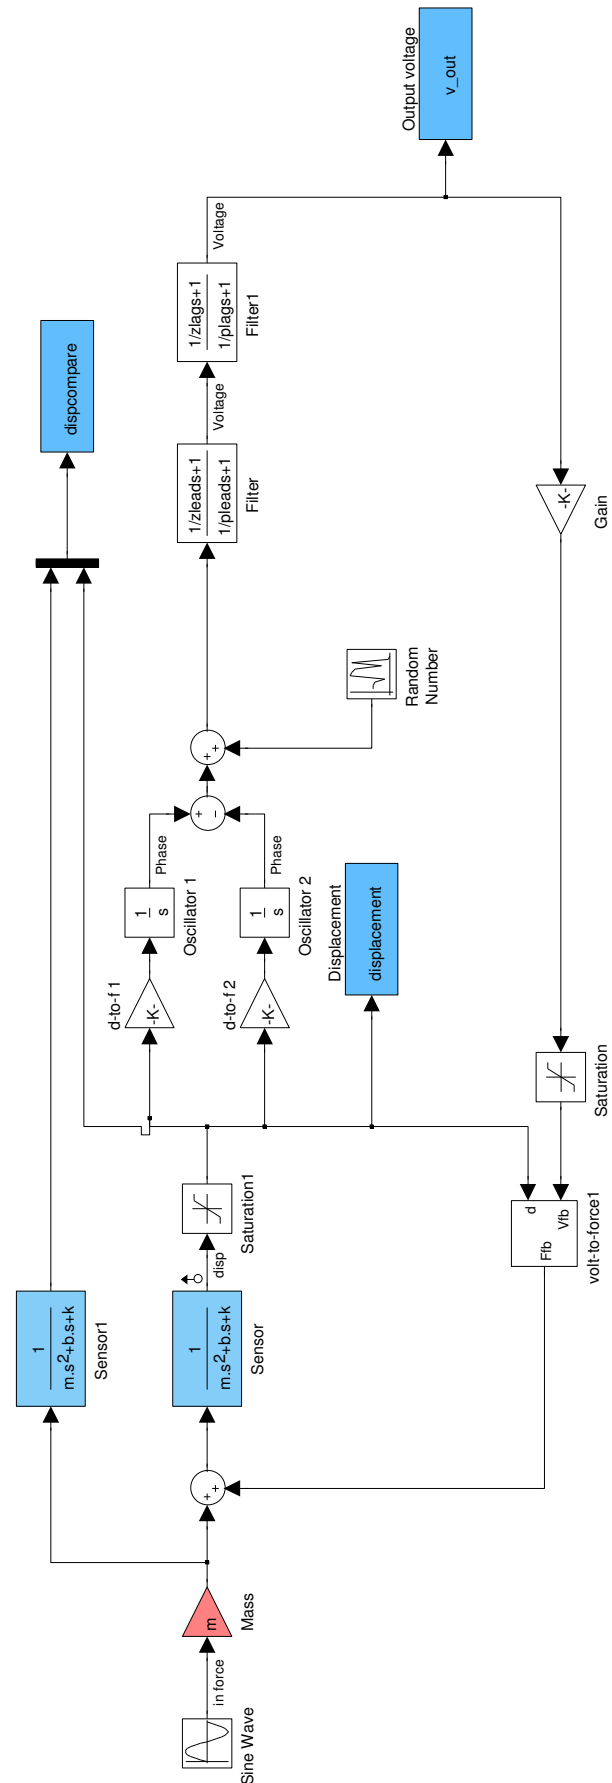 Sine Wave
in force
m
Mass
+
+
1
m.s2+b.s+k
Sensor1
1
m.s2+b.s+k
Sensor
disp
Saturation1
d-to-f 1
-K-
d-to-f 2
-K-
1
s
Oscillator 1
1
s
Oscillator 2
Phase
Phase
+
−
+
+
Random
Number
Displacement
displacement
dispcompare
1/zleads+1
1/pleads+1
Filter
Voltage
1/zlags+1
1/plags+1
Filter1
Voltage
Output voltage
v_out
-K-
Gain
Saturation
d
Vfb
Ffb
volt-to-force1